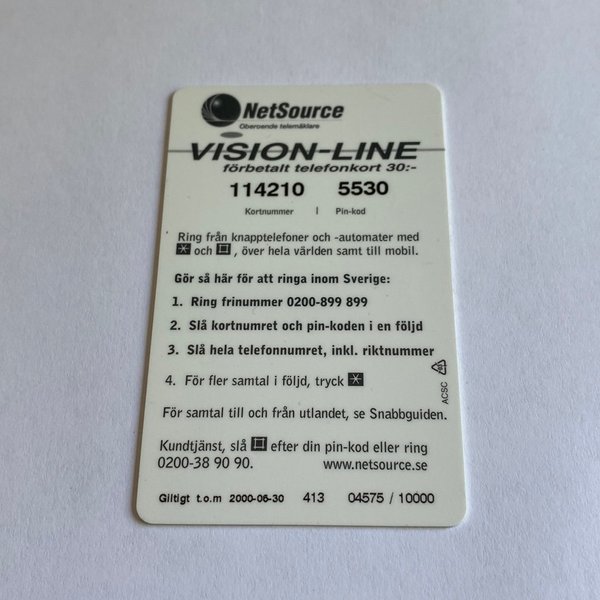 NetSource
Oberoende telemäklare
VISION-LINE
förbetalt telefonkort 30:-
114210 5530
Kortnummer | Pin-kod
Ring från knapptelefoner och -automater med
* och # , över hela världen samt till mobil.
Gör så här för att ringa inom Sverige:
1. Ring frinummer 0200-899 899
2. Slå kortnumret och pin-koden i en följd
3. Slå hela telefonnumret, inkl. riktnummer
4. För fler samtal i följd, tryck *
ACSC
För samtal till och från utlandet, se Snabbguiden.
Kundtjänst, slå # efter din pin-kod eller ring
0200-38 90 90. www.netsource.se
Giltigt t.o.m 2000-06-30 413 04575 / 10000